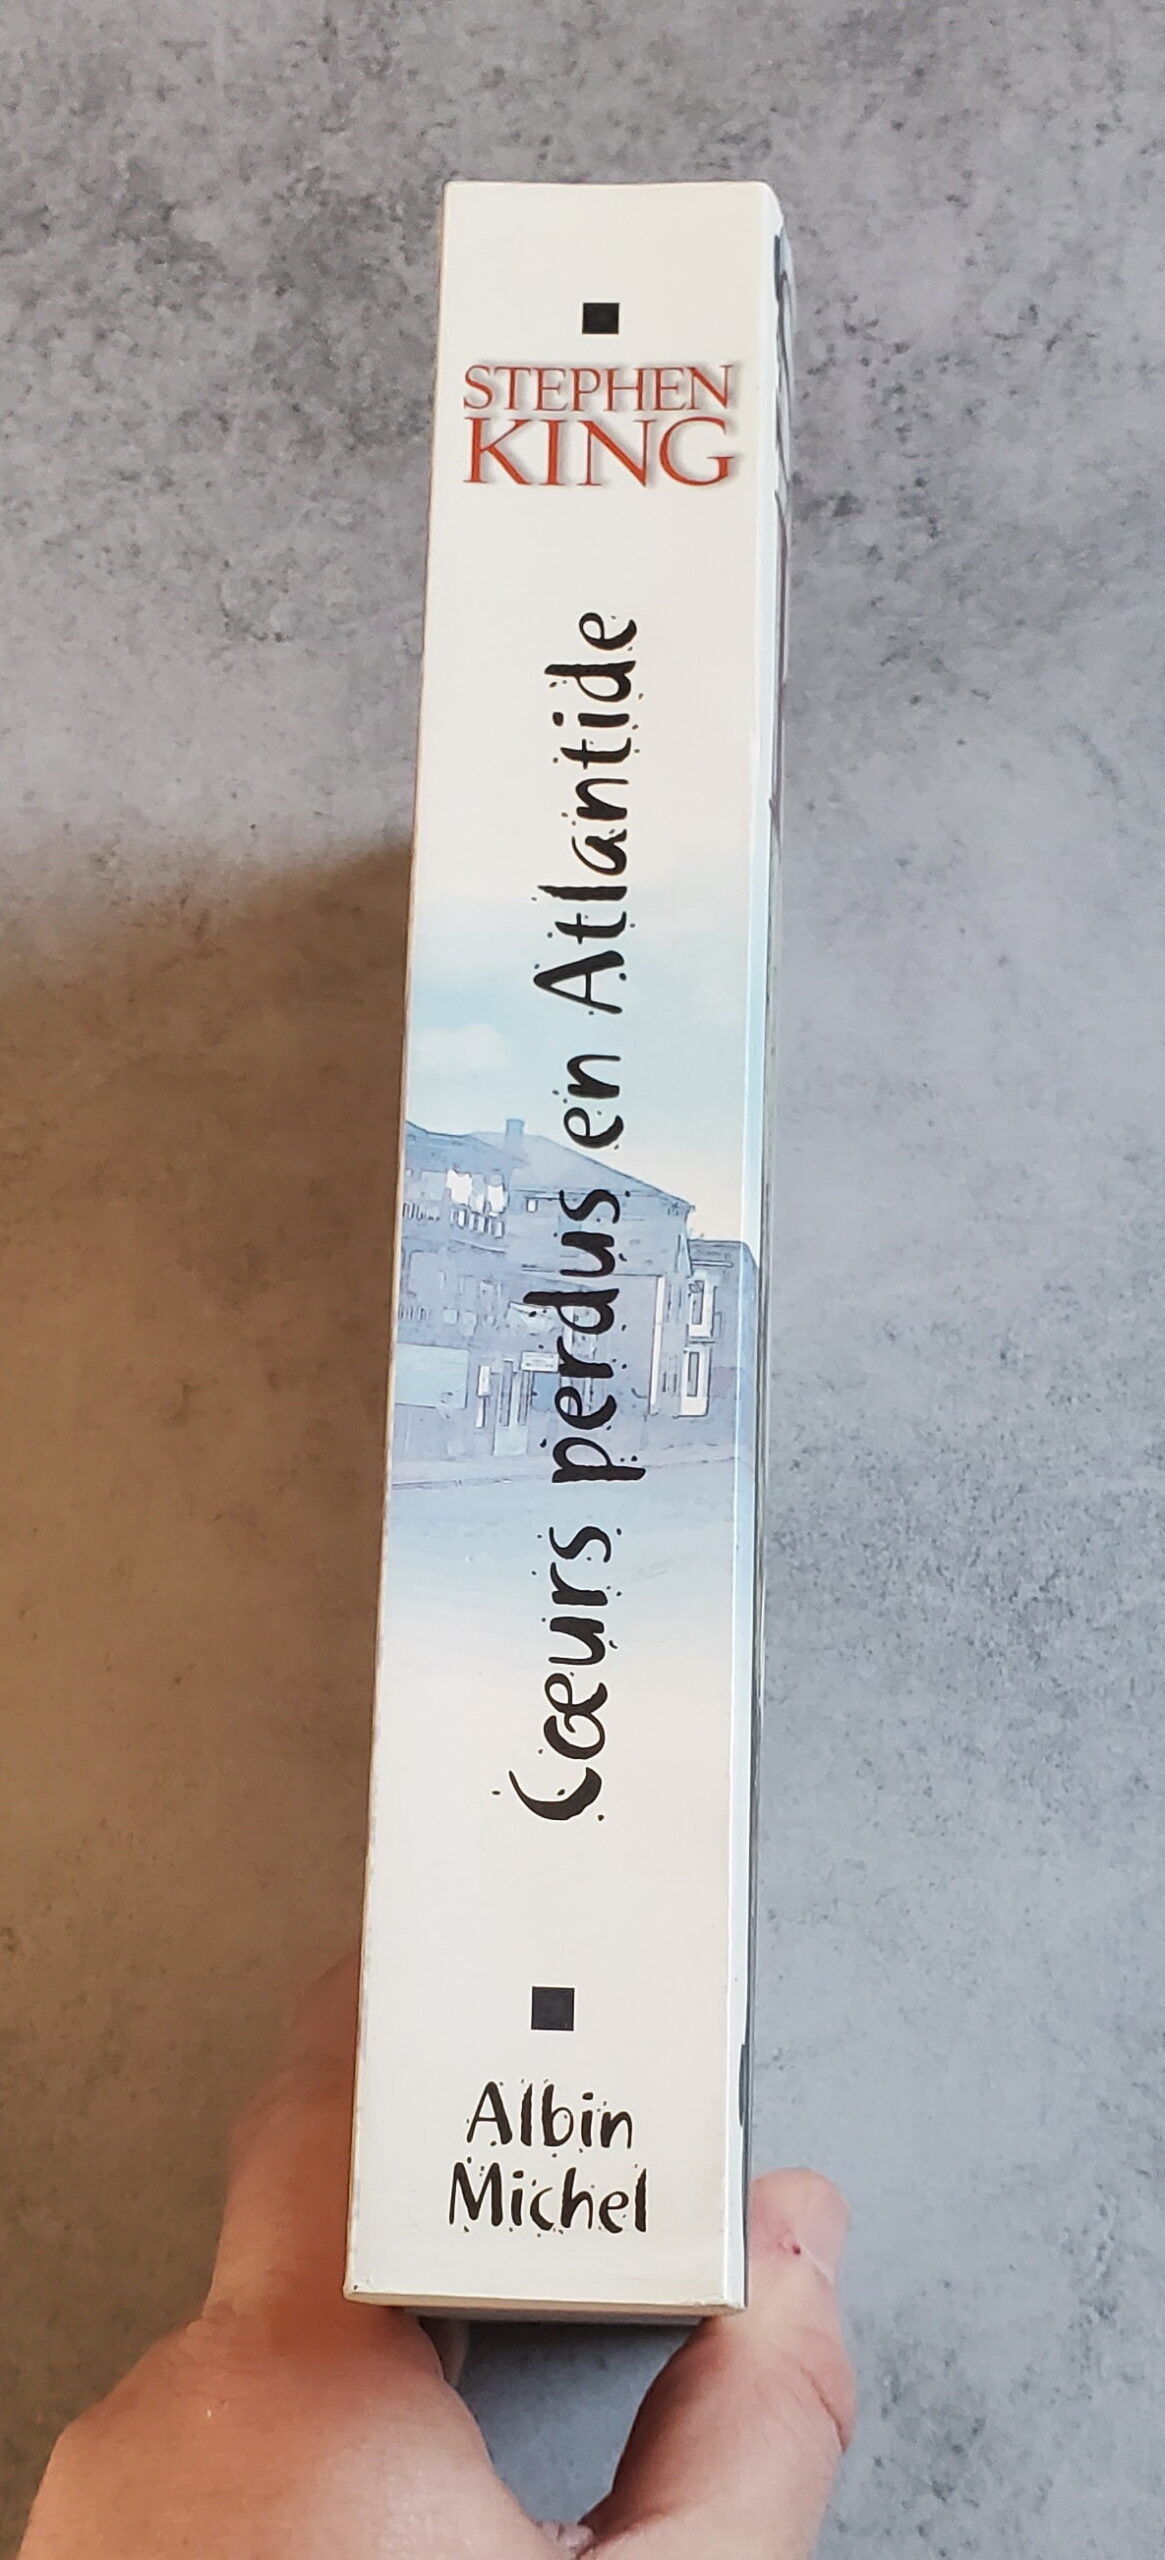 STEPHEN
KING
Cœurs perdus en Atlantide
Albin
Michel